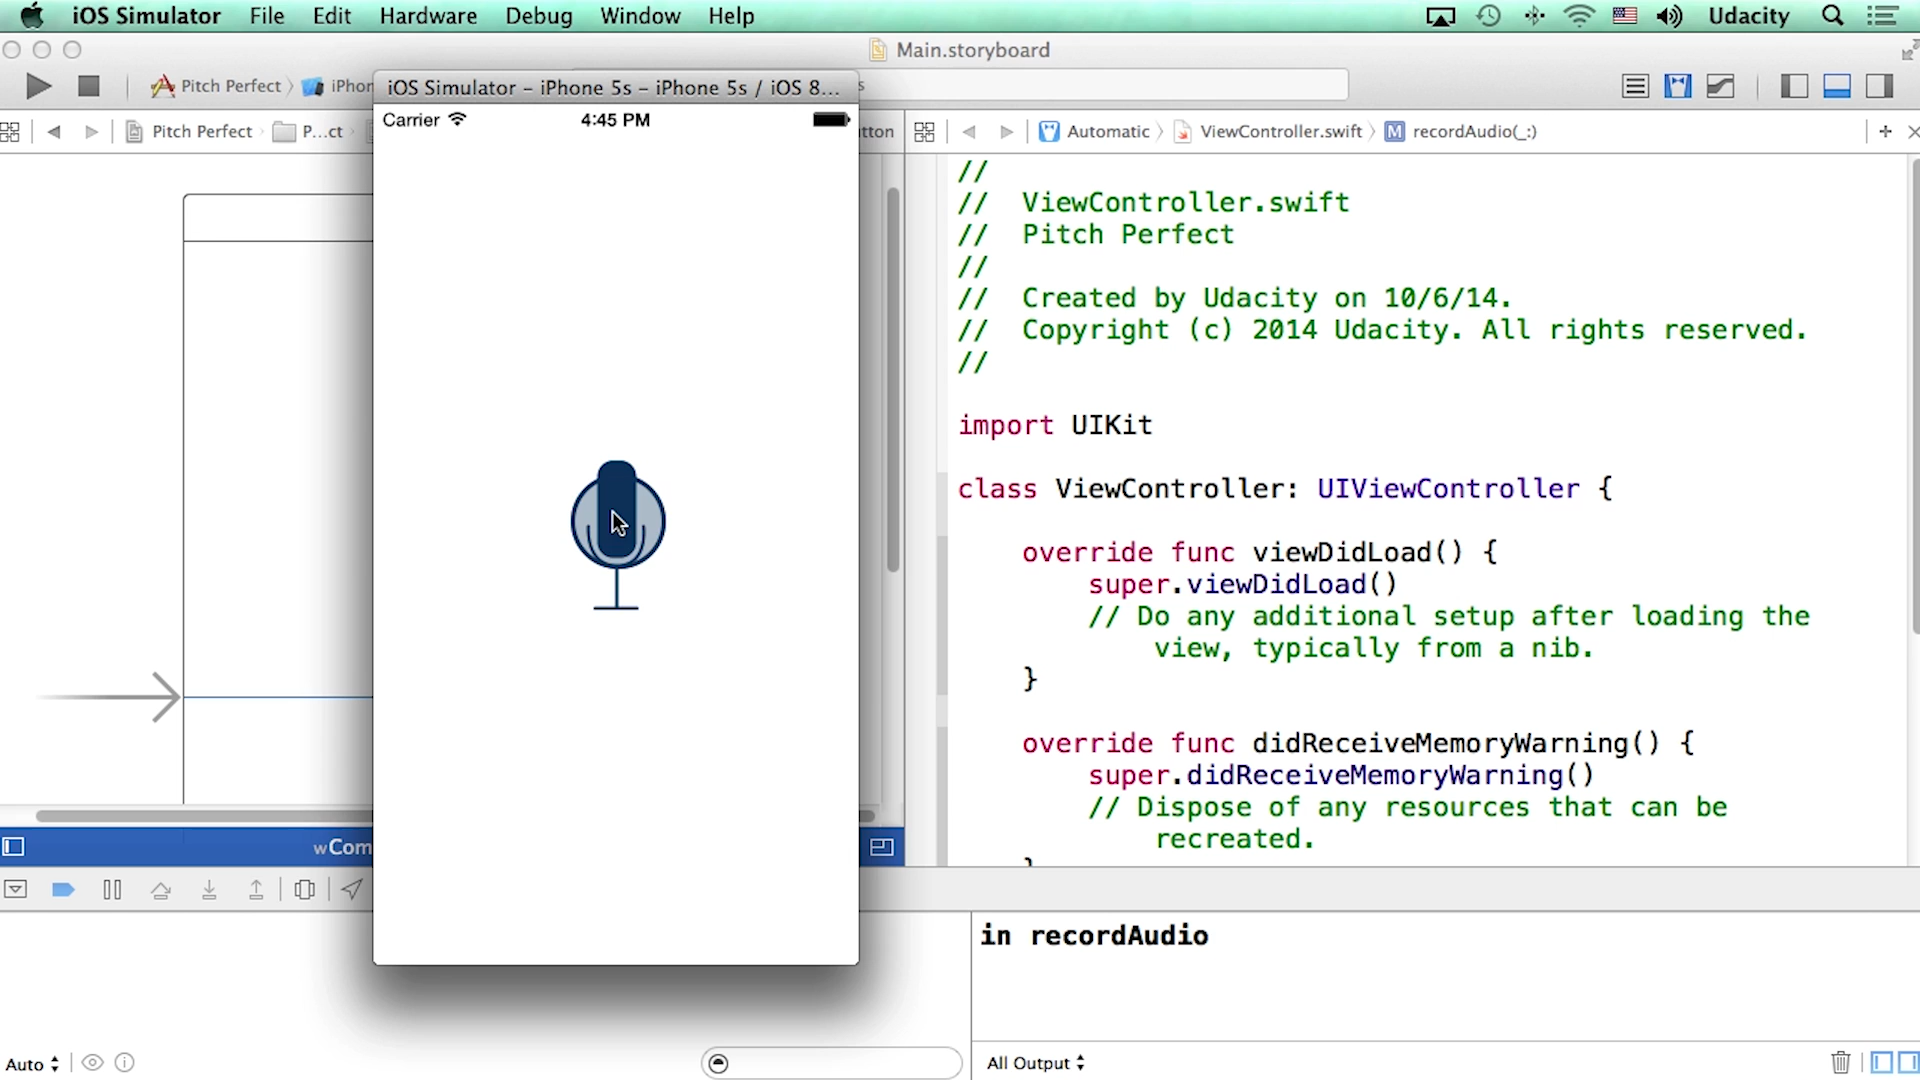 iOS Simulator File Edit Hardware Debug Window Help Udacity
Main.storyboard
Pitch Perfect iPhon
iOS Simulator – iPhone 5s – iPhone 5s / iOS 8...
Carrier 4:45 PM
Pitch Perfect P...ct tton Automatic ViewController.swift M recordAudio(_:)
//
// ViewController.swift
// Pitch Perfect
//
// Created by Udacity on 10/6/14.
// Copyright (c) 2014 Udacity. All rights reserved.
//
import UIKit
class ViewController: UIViewController {
override func viewDidLoad() {
super.viewDidLoad()
// Do any additional setup after loading the
view, typically from a nib.
}
override func didReceiveMemoryWarning() {
super.didReceiveMemoryWarning()
// Dispose of any resources that can be
recreated.
}
wCom
in recordAudio
Auto All Output